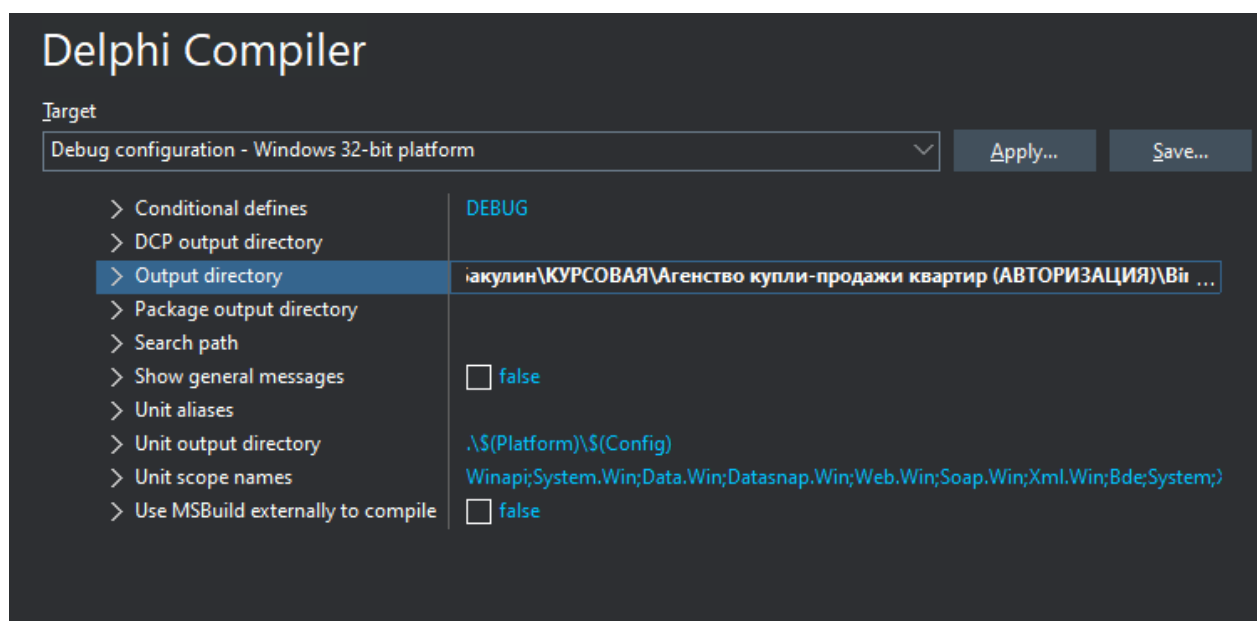 Delphi Compiler
Target
Debug configuration - Windows 32-bit platform Apply... Save...
Conditional defines DEBUG
DCP output directory
Output directory акулин\КУРСОВАЯ\Агенство купли-продажи квартир (АВТОРИЗАЦИЯ)\Bi ...
Package output directory
Search path
Show general messages false
Unit aliases
Unit output directory .\$(Platform)\$(Config)
Unit scope names Winapi;System.Win;Data.Win;Datasnap.Win;Web.Win;Soap.Win;Xml.Win;Bde;System;
Use MSBuild externally to compile false